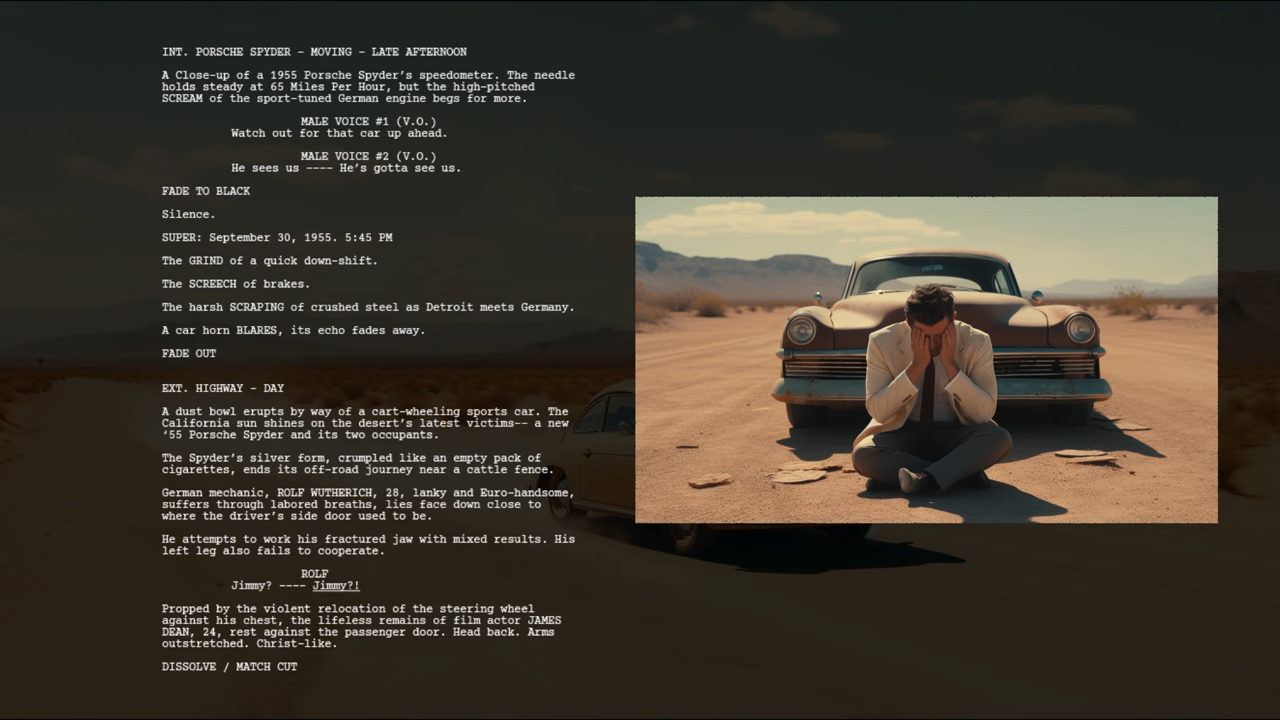 INT. PORSCHE SPYDER - MOVING - LATE AFTERNOON
A Close-up of a 1955 Porsche Spyder's speedometer. The needle
holds steady at 65 Miles Per Hour, but the high-pitched
SCREAM of the sport-tuned German engine begs for more.
MALE VOICE #1 (V.O.)
Watch out for that car up ahead.
MALE VOICE #2 (V.O.)
He sees us ---- He's gotta see us.
FADE TO BLACK
Silence.
SUPER: September 30, 1955. 5:45 PM
The GRIND of a quick down-shift.
The SCREECH of brakes.
The harsh SCRAPING of crushed steel as Detroit meets Germany.
A car horn BLARES, its echo fades away.
FADE OUT
EXT. HIGHWAY - DAY
A dust bowl erupts by way of a cart-wheeling sports car. The
California sun shines on the desert's latest victims-- a new
‘55 Porsche Spyder and its two occupants.
The Spyder's silver form, crumpled like an empty pack of
cigarettes, ends its off-road journey near a cattle fence.
German mechanic, ROLF WUTHERICH, 28, lanky and Euro-handsome,
suffers through labored breaths, lies face down close to
where the driver's side door used to be.
He attempts to work his fractured jaw with mixed results. His
left leg also fails to cooperate.
ROLF
Jimmy? ---- Jimmy?!
Propped by the violent relocation of the steering wheel
against his chest, the lifeless remains of film actor JAMES
DEAN, 24, rest against the passenger door. Head back. Arms
outstretched. Christ-like.
DISSOLVE / MATCH CUT